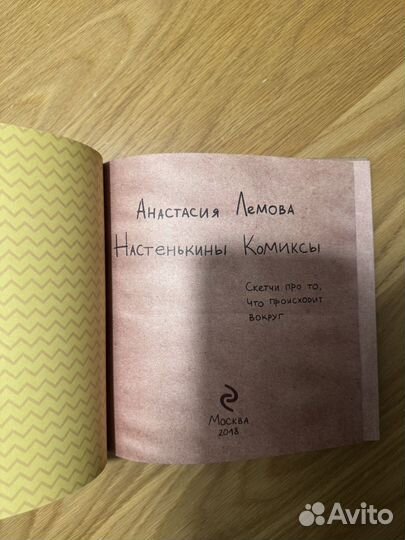 Анастасия Лемова
Настенькины Комиксы
Скетчи про то,
что происходит
вокруг
Москва
2018
Avito